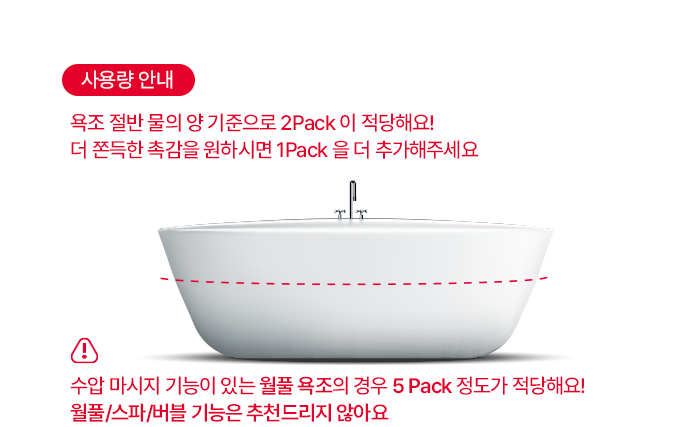 사용량 안내
욕조 절반 물의 양 기준으로 2Pack 이 적당해요!
더 쫀득한 촉감을 원하시면 1Pack 을 더 추가해주세요
수압 마시지 기능이 있는 월풀 욕조의 경우 5 Pack 정도가 적당해요!
월풀/스파/버블 기능은 추천드리지 않아요